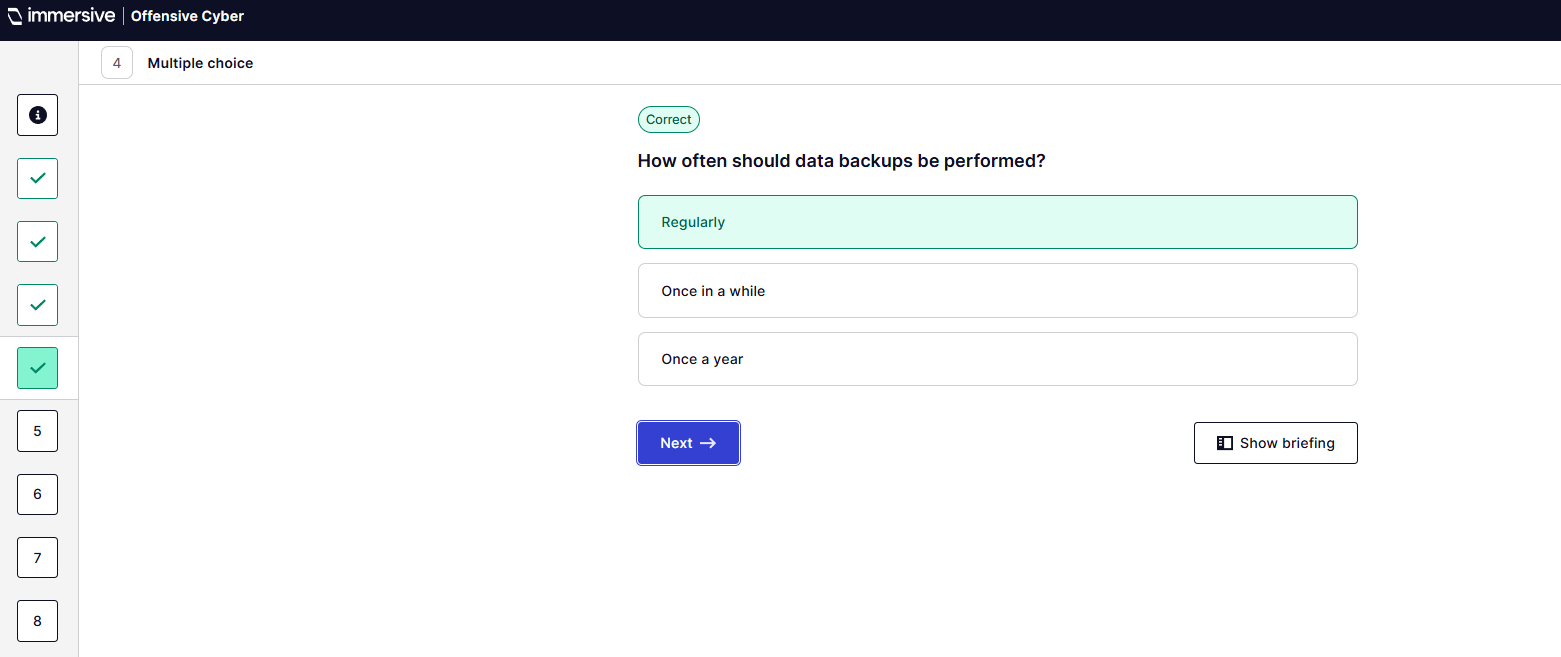 immersive | Offensive Cyber
4 Multiple choice
Correct
How often should data backups be performed?
Regularly
Once in a while
Once a year
Next →
Show briefing
5
6
7
8